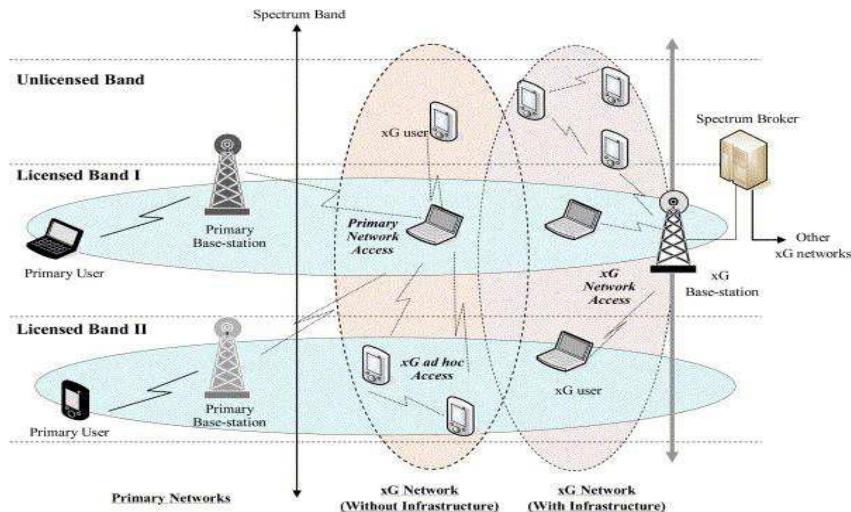 Spectrum Band
Unlicensed Band
xG user
Spectrum Broker
Licensed Band I
Primary
Base-station
Primary User
Primary
Network
Access
xG
Network
Access
xG
Base-station
Other
xG networks
Licensed Band II
Primary
Base-station
Primary User
xG ad hoc
Access
xG user
Primary Networks
xG Network
(Without Infrastructure)
xG Network
(With Infrastructure)